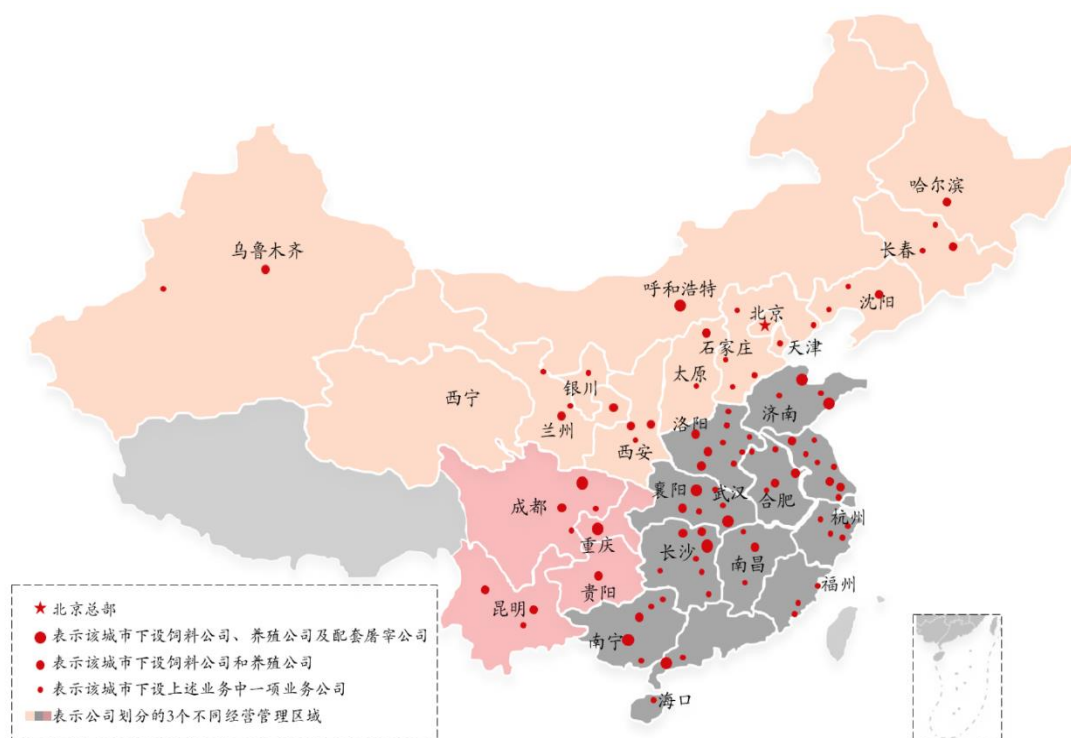 哈尔滨
长春
乌鲁木齐
沈阳
呼和浩特
北京
石家庄
天津
太原
银川
西宁
济南
兰州
洛阳
西安
襄阳
武汉
合肥
成都
杭州
重庆
长沙
南昌
贵阳
福州
昆明
南宁
海口
北京总部
表示该城市下设饲料公司、养殖公司及配套屠宰公司
表示该城市下设饲料公司和养殖公司
表示该城市下设上述业务中一项业务公司
表示公司划分的3个不同经营管理区域